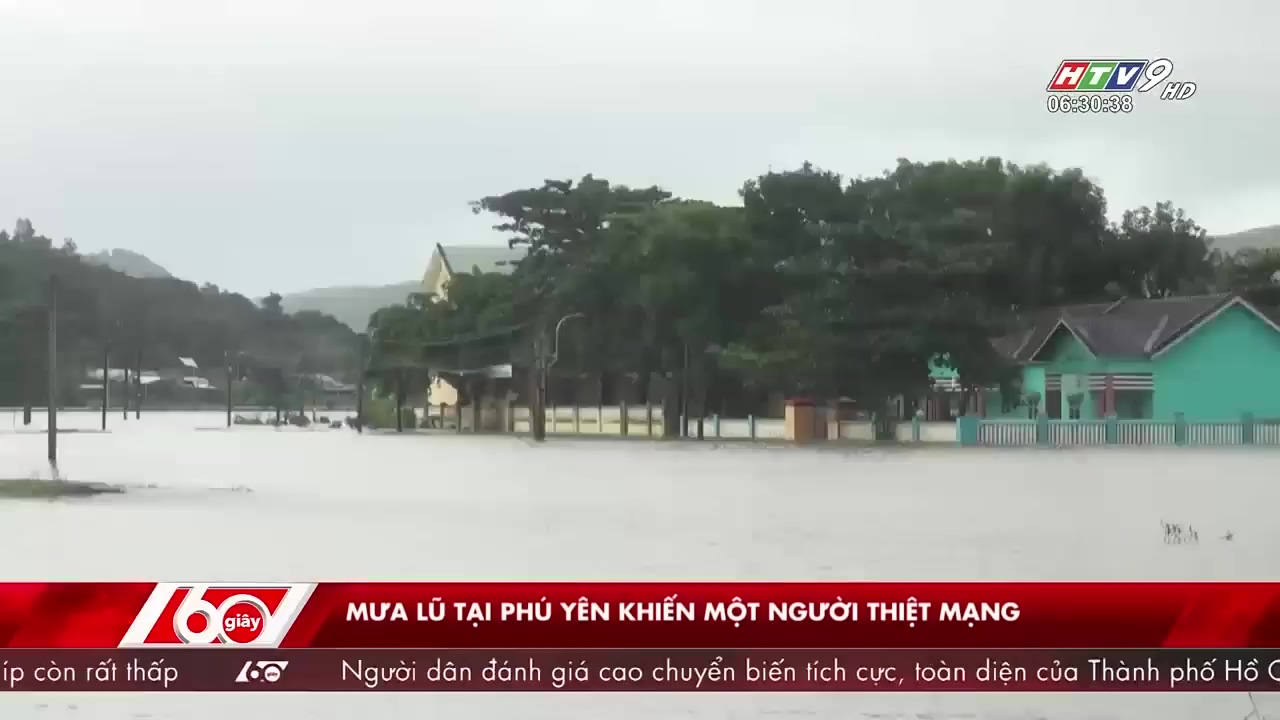 HTV9 HD
06:30:38
60 giây
MƯA LŨ TẠI PHÚ YÊN KHIẾN MỘT NGƯỜI THIỆT MẠNG
íp còn rất thấp 60 Người dân đánh giá cao chuyển biến tích cực, toàn diện của Thành phố Hồ C